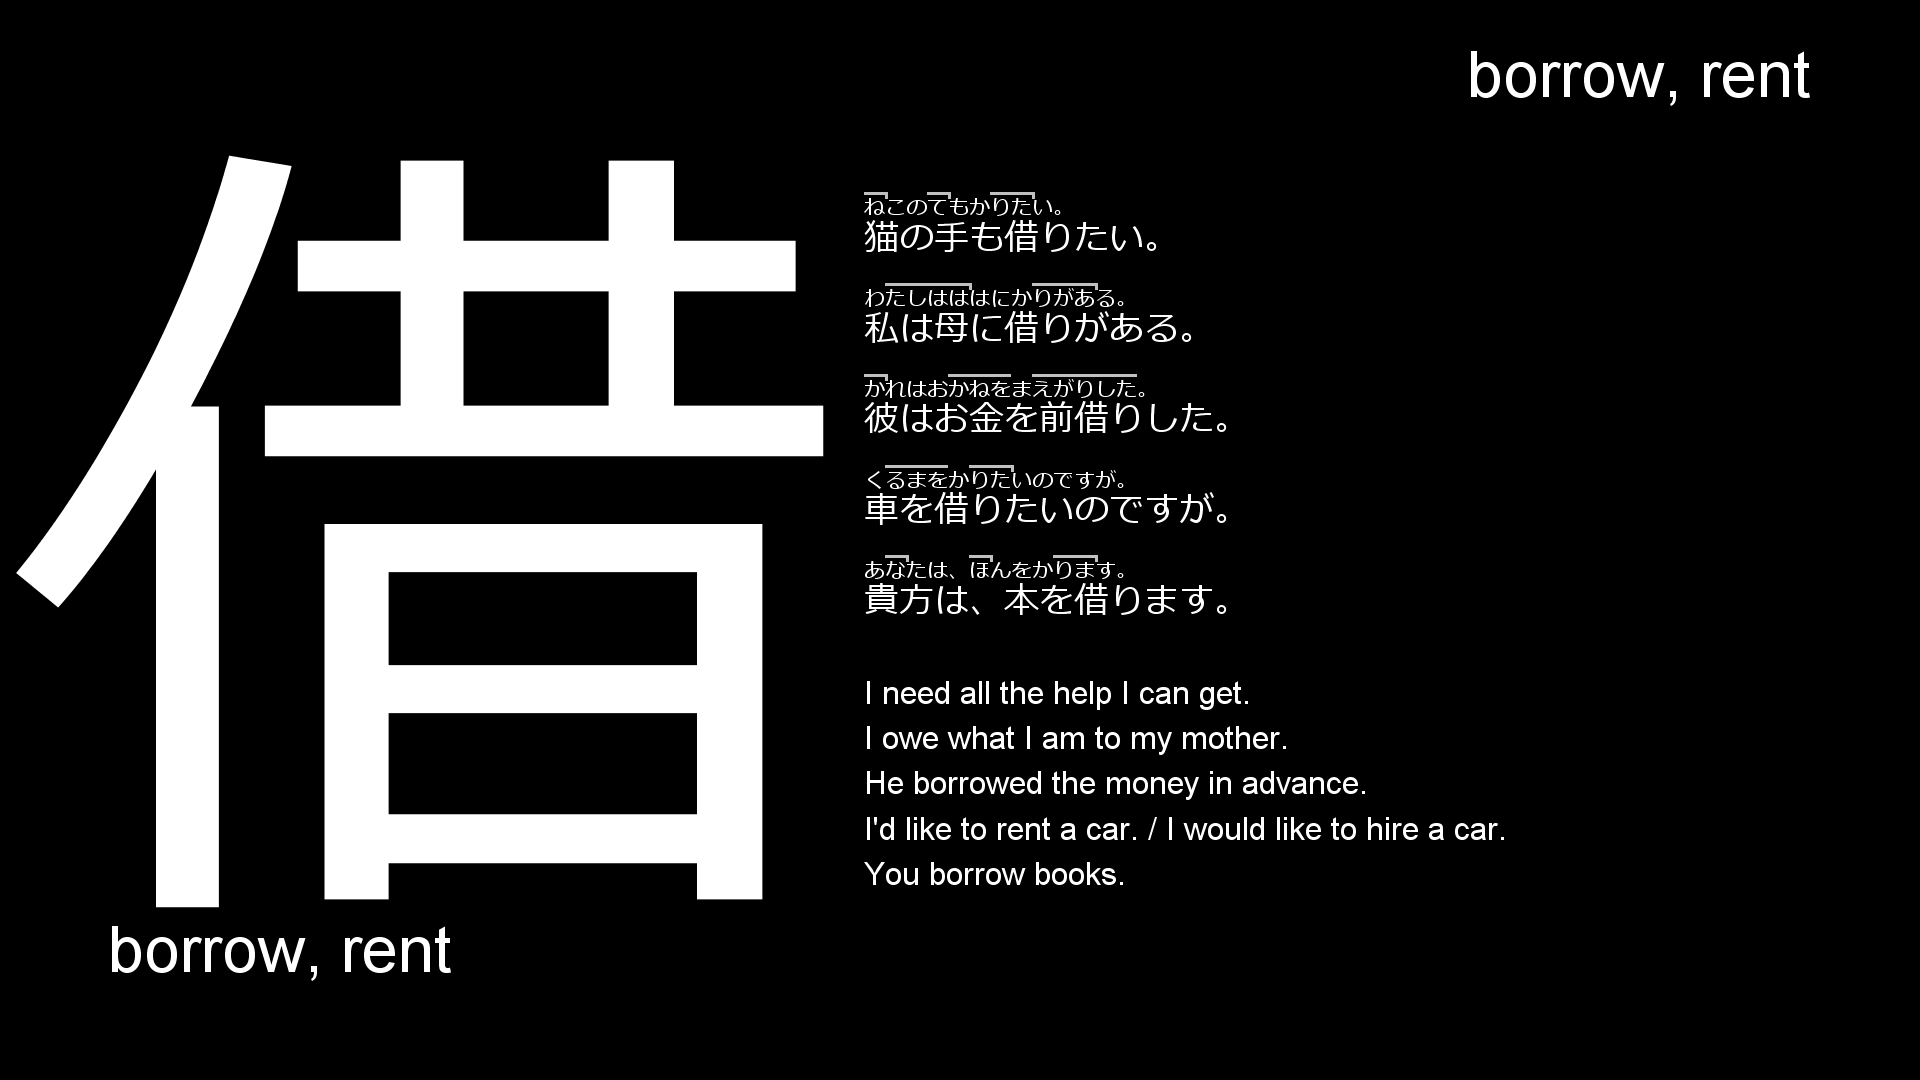 borrow, rent
借
ねこのてもかりたい。
猫の手も借りたい。
わたしはははにかりがある。
私は母に借りがある。
かれはおかねをまえがりした。
彼はお金を前借りした。
くるまをかりたいのですが。
車を借りたいのですが。
あなたは、ほんをかります。
貴方は、本を借ります。
I need all the help I can get.
I owe what I am to my mother.
He borrowed the money in advance.
I'd like to rent a car. / I would like to hire a car.
You borrow books.
borrow, rent